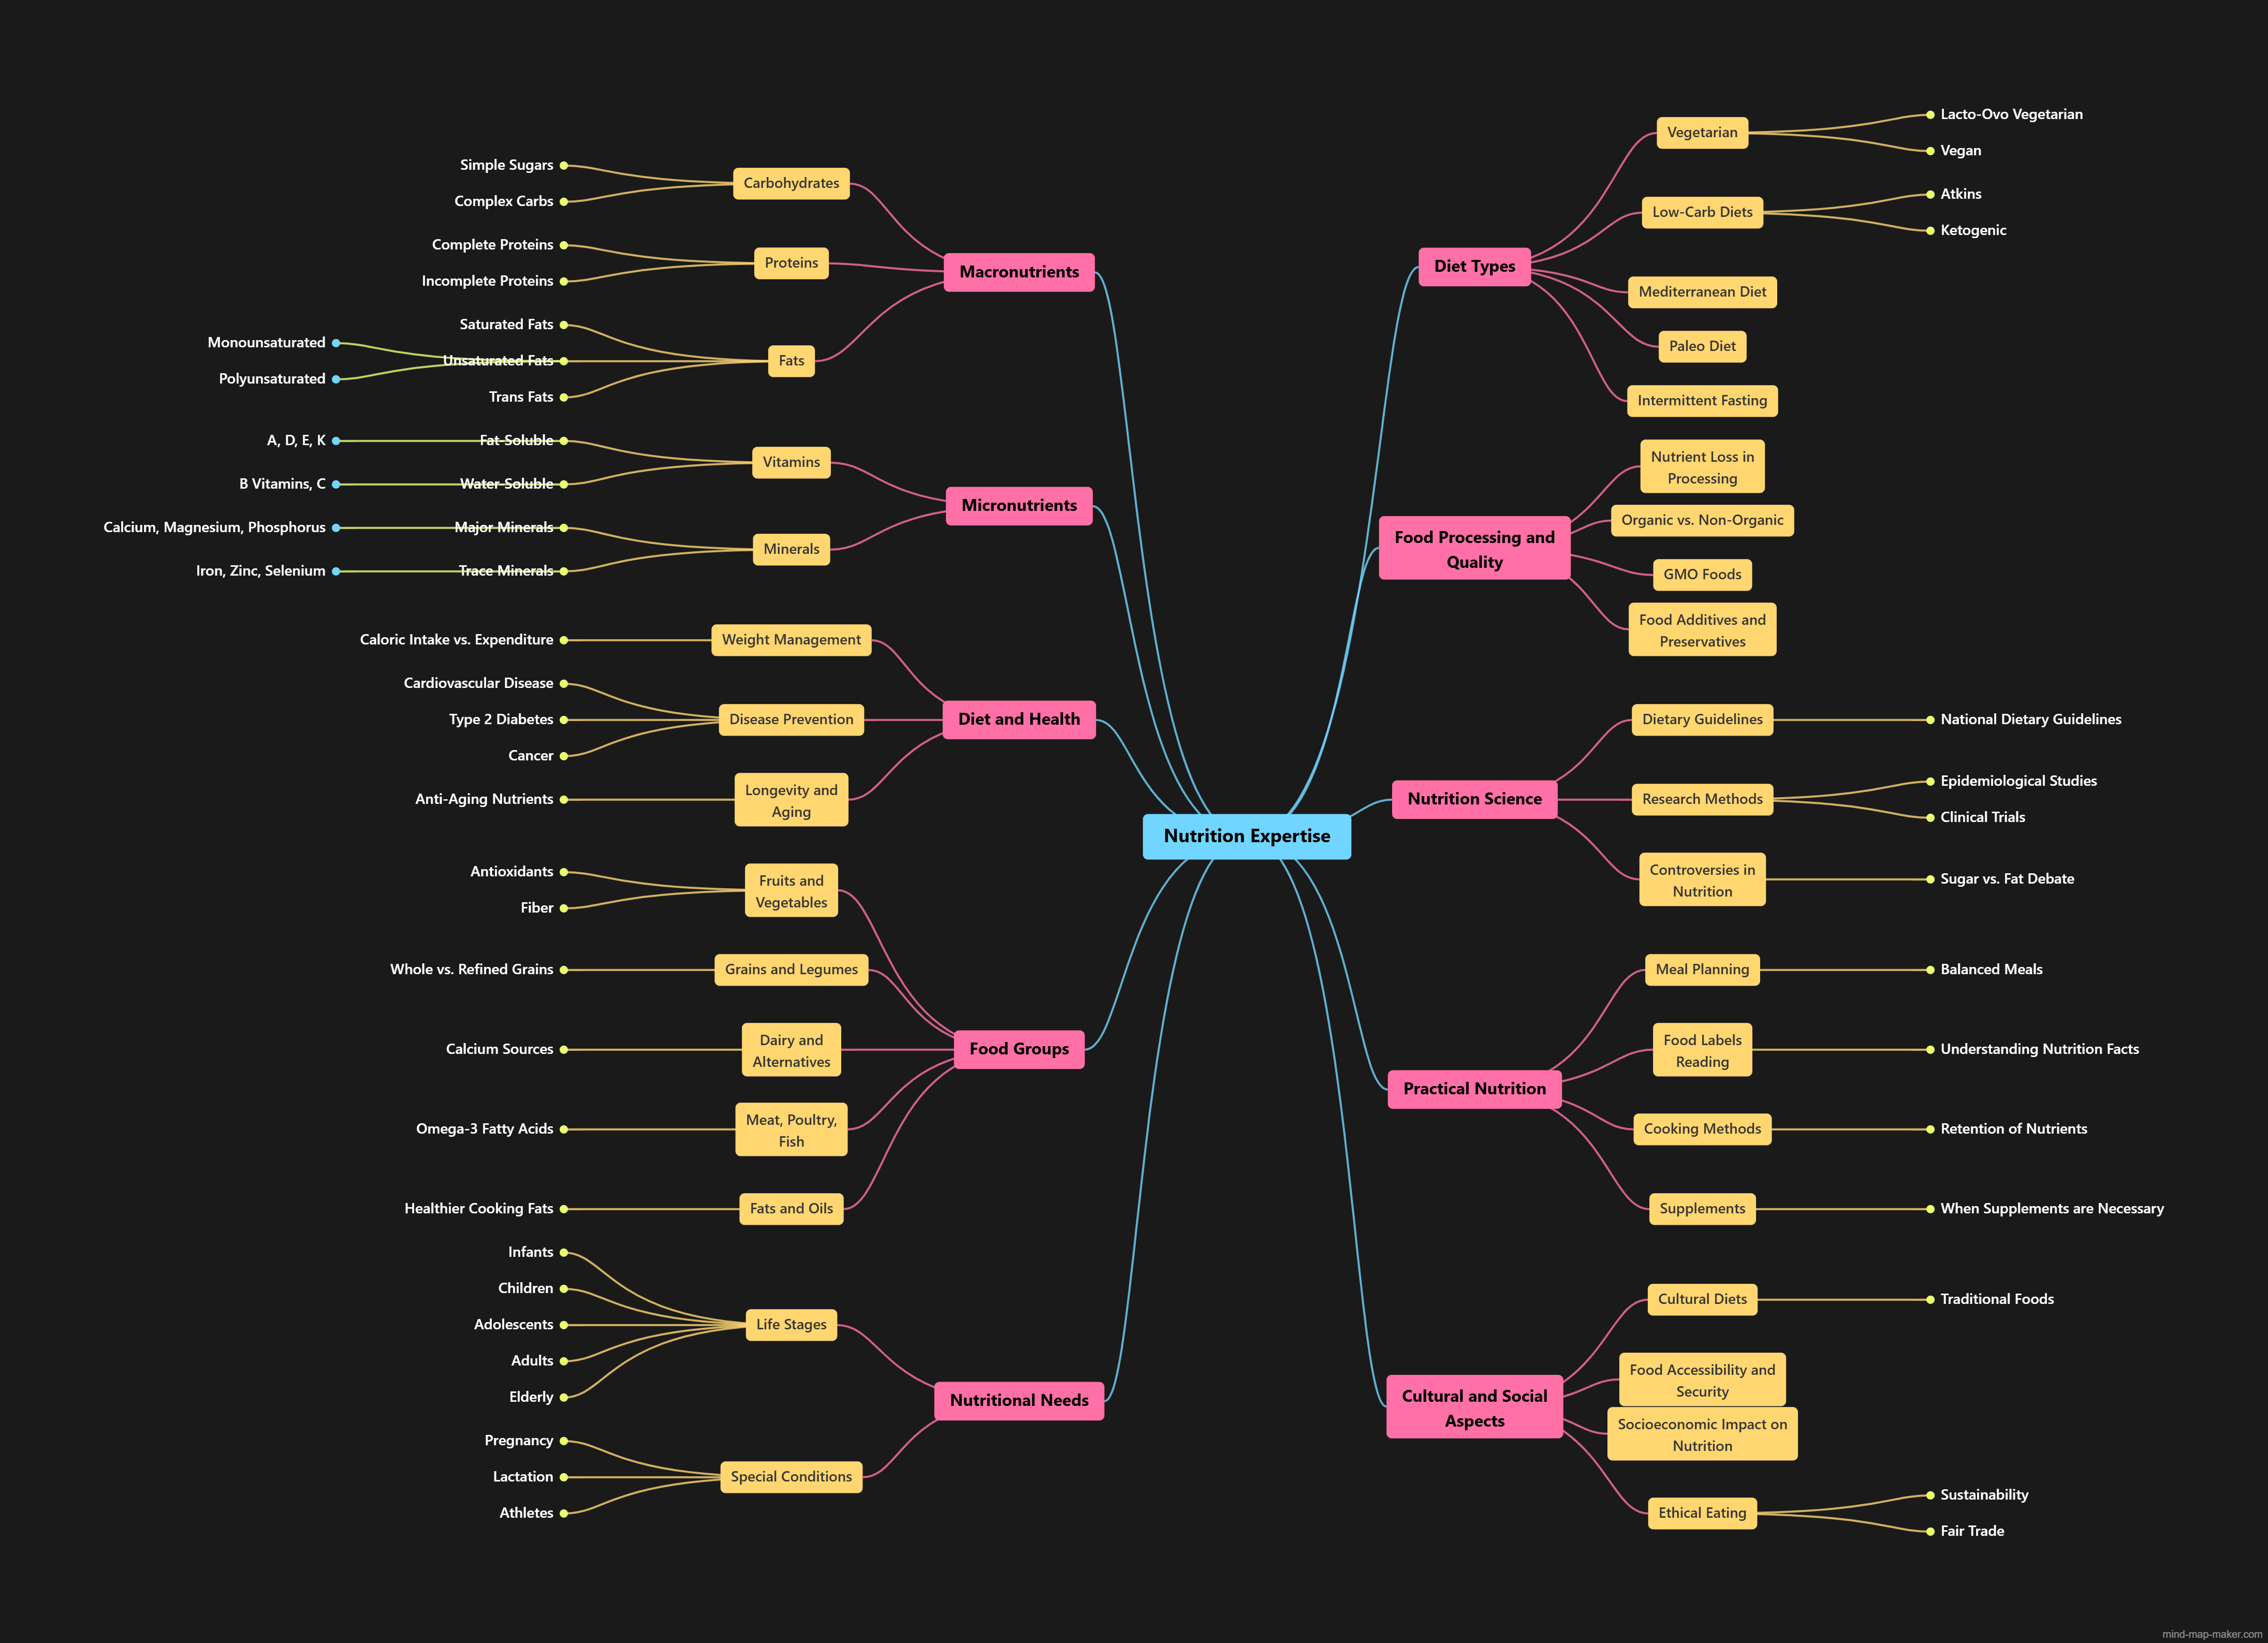 Nutrition Expertise
Macronutrients
Carbohydrates
Simple Sugars
Complex Carbs
Proteins
Complete Proteins
Incomplete Proteins
Fats
Saturated Fats
Unsaturated Fats
Monounsaturated
Polyunsaturated
Trans Fats
Micronutrients
Vitamins
Fat-Soluble
A, D, E, K
Water-Soluble
B Vitamins, C
Minerals
Major Minerals
Calcium, Magnesium, Phosphorus
Trace Minerals
Iron, Zinc, Selenium
Diet and Health
Weight Management
Caloric Intake vs. Expenditure
Disease Prevention
Cardiovascular Disease
Type 2 Diabetes
Cancer
Longevity and
Aging
Anti-Aging Nutrients
Food Groups
Fruits and
Vegetables
Antioxidants
Fiber
Grains and Legumes
Whole vs. Refined Grains
Dairy and
Alternatives
Calcium Sources
Meat, Poultry,
Fish
Omega-3 Fatty Acids
Fats and Oils
Healthier Cooking Fats
Nutritional Needs
Life Stages
Infants
Children
Adolescents
Adults
Elderly
Special Conditions
Pregnancy
Lactation
Athletes
Diet Types
Vegetarian
Lacto-Ovo Vegetarian
Vegan
Low-Carb Diets
Atkins
Ketogenic
Mediterranean Diet
Paleo Diet
Intermittent Fasting
Food Processing and
Quality
Nutrient Loss in
Processing
Organic vs. Non-Organic
GMO Foods
Food Additives and
Preservatives
Nutrition Science
Dietary Guidelines
National Dietary Guidelines
Research Methods
Epidemiological Studies
Clinical Trials
Controversies in
Nutrition
Sugar vs. Fat Debate
Practical Nutrition
Meal Planning
Balanced Meals
Food Labels
Reading
Understanding Nutrition Facts
Cooking Methods
Retention of Nutrients
Supplements
When Supplements are Necessary
Cultural and Social
Aspects
Cultural Diets
Traditional Foods
Food Accessibility and
Security
Socioeconomic Impact on
Nutrition
Ethical Eating
Sustainability
Fair Trade
mind-map-maker.com